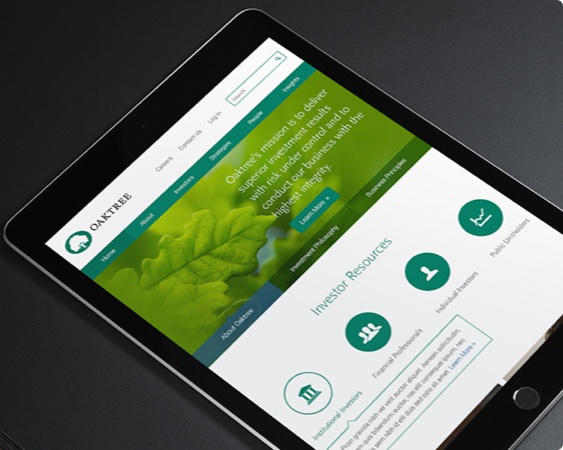 Careers
Contact Us
Log In
Search
OAKTREE
Home
About
Investors
Strategies
People
Insights
Oaktree's mission is to deliver
superior investment results
with risk under control and to
conduct our business with the
highest integrity.
Learn More »
About Oaktree
Investment Philosophy
Business Principles
Investor Resources
Institutional Investors
Financial Professionals
Individual Investors
Public Unitholders
Proin gravida nibh vel velit auctor aliquet. Aenean sollicitudin,
lorem quis bibendum auctor, nisi elit consequat ipsum, nec
sem nibh id elit duis sed odio sit amet. Learn More »